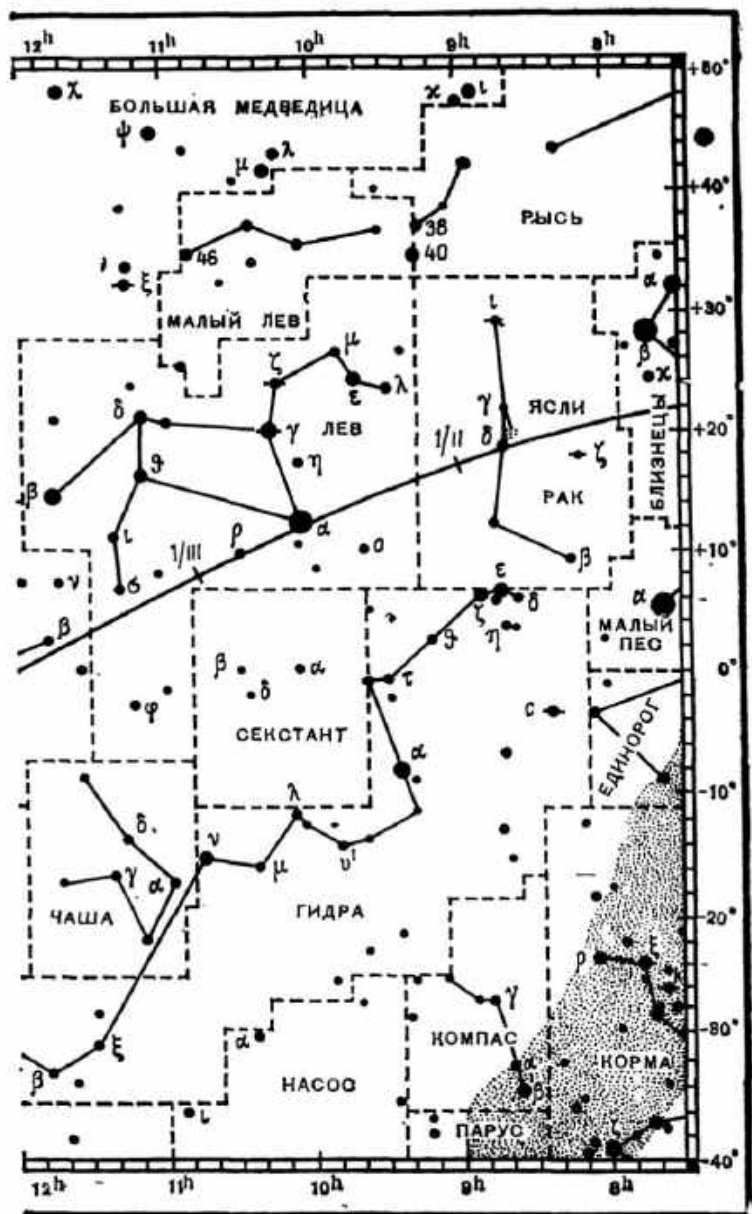 12h 11h 10h 9h 8h
+50°
χ
БОЛЬШАЯ МЕДВЕДИЦА
κ ι
ψ
μ λ
+40°
46
38
40
РЫСЬ
ν ξ
α
МАЛЫЙ ЛЕВ
+30°
ι
β
ζ μ ε λ
κ
δ
γ ЛЕВ
γ ЯСЛИ
δ
+20°
I/II
η
ζ
БЛИЗНЕЦЫ
β
ϑ
РАК
α
ι
ρ
ο
β
+10°
I/III
ν σ
ε
ζ δ
α
МАЛЫЙ
ПЕС
β
ϑ η
β δ α
τ
0°
φ
СЕКСТАНТ
C
ЕДИНОРОГ
α
-10°
δ
λ
ν μ υ¹
γ α
ЧАША
ГИДРА
-20°
ρ ξ
γ
КОМПАС
β ξ
α
α
β
КОРМА
-30°
НАСОС
ι
ПАРУС
ζ
-40°
12h 11h 10h 9h 8h